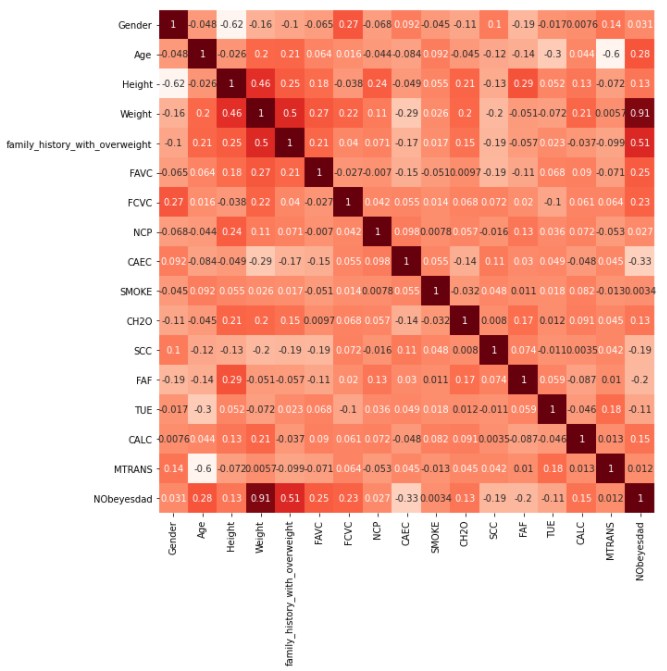 Gender 1 -0.048 -0.62 -0.16 -0.1 -0.065 0.27 -0.068 0.092 -0.045 -0.11 0.1 -0.19 -0.017 0.0076 0.14 0.031
Age -0.048 1 -0.026 0.2 0.21 0.064 0.016 -0.044 -0.084 0.092 -0.045 -0.12 -0.14 -0.3 0.044 -0.6 0.28
Height -0.62 -0.026 1 0.46 0.25 0.18 -0.038 0.24 -0.049 0.055 0.21 -0.13 0.29 0.052 0.13 -0.072 0.13
Weight -0.16 0.2 0.46 1 0.5 0.27 0.22 0.11 -0.29 0.026 0.2 -0.2 -0.051 -0.072 0.21 0.0057 0.91
family_history_with_overweight -0.1 0.21 0.25 0.5 1 0.21 0.04 0.071 -0.17 0.017 0.15 -0.19 -0.057 0.023 -0.037 -0.099 0.51
FAVC -0.065 0.064 0.18 0.27 0.21 1 -0.027 -0.007 -0.15 -0.051 0.0097 -0.19 -0.11 0.068 0.09 -0.071 0.25
FCVC 0.27 0.016 -0.038 0.22 0.04 -0.027 1 0.042 0.055 0.014 0.068 0.072 0.02 -0.1 0.061 0.064 0.23
NCP -0.068 -0.044 0.24 0.11 0.071 -0.007 0.042 1 0.098 0.0078 0.057 -0.016 0.13 0.036 0.072 -0.053 0.027
CAEC 0.092 -0.084 -0.049 -0.29 -0.17 -0.15 0.055 0.098 1 0.055 -0.14 0.11 0.03 0.049 -0.048 0.045 -0.33
SMOKE -0.045 0.092 0.055 0.026 0.017 -0.051 0.014 0.0078 0.055 1 -0.032 0.048 0.011 0.018 0.082 -0.013 0.0034
CH2O -0.11 -0.045 0.21 0.2 0.15 0.0097 0.068 0.057 -0.14 -0.032 1 0.008 0.17 0.012 0.091 0.045 0.13
SCC 0.1 -0.12 -0.13 -0.2 -0.19 -0.19 0.072 -0.016 0.11 0.048 0.008 1 0.074 -0.011 0.0035 0.042 -0.19
FAF -0.19 -0.14 0.29 -0.051 -0.057 -0.11 0.02 0.13 0.03 0.011 0.17 0.074 1 0.059 -0.087 0.01 -0.2
TUE -0.017 -0.3 0.052 -0.072 0.023 0.068 -0.1 0.036 0.049 0.018 0.012 -0.011 0.059 1 -0.046 0.18 -0.11
CALC 0.0076 0.044 0.13 0.21 -0.037 0.09 0.061 0.072 -0.048 0.082 0.091 0.0035 -0.087 -0.046 1 0.013 0.15
MTRANS 0.14 -0.6 -0.072 0.0057 -0.099 -0.071 0.064 -0.053 0.045 -0.013 0.045 0.042 0.01 0.18 0.013 1 0.012
NObeyesdad 0.031 0.28 0.13 0.91 0.51 0.25 0.23 0.027 -0.33 0.0034 0.13 -0.19 -0.2 -0.11 0.15 0.012 1
Gender
Age
Height
Weight
family_history_with_overweight
FAVC
FCVC
NCP
CAEC
SMOKE
CH2O
SCC
FAF
TUE
CALC
MTRANS
NObeyesdad